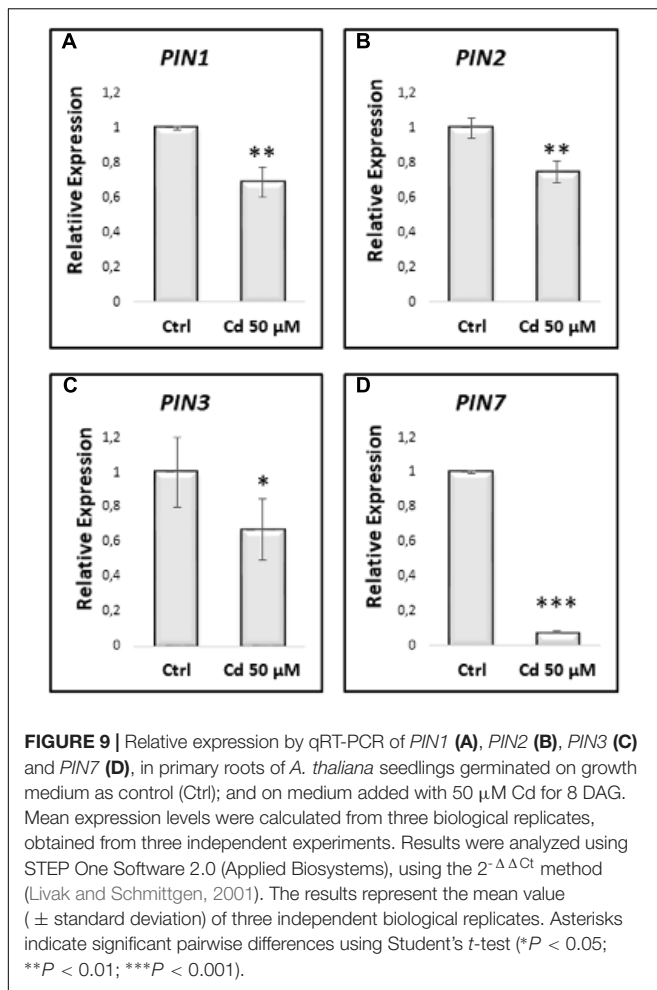 A
PIN1
Relatiive Expression
1,2
1
0,8
0,6
0,4
0,2
0
**
Ctrl
Cd 50 µM
B
PIN2
Relative Expression
1,2
1
0,8
0,6
0,4
0,2
0
**
Ctrl
Cd 50 µM
C
PIN3
Relative Expression
1,2
1
0,8
0,6
0,4
0,2
0
*
Ctrl
Cd 50 µM
D
PIN7
Relative Expression
1,2
1
0,8
0,6
0,4
0,2
0
***
Ctrl
Cd 50 µM
FIGURE 9 | Relative expression by qRT-PCR of PIN1 (A), PIN2 (B), PIN3 (C)
and PIN7 (D), in primary roots of A. thaliana seedlings germinated on growth
medium as control (Ctrl); and on medium added with 50 µM Cd for 8 DAG.
Mean expression levels were calculated from three biological replicates,
obtained from three independent experiments. Results were analyzed using
STEP One Software 2.0 (Applied Biosystems), using the 2-ΔΔCt method
(Livak and Schmittgen, 2001). The results represent the mean value
( ± standard deviation) of three independent biological replicates. Asterisks
indicate significant pairwise differences using Student's t-test (*P < 0.05;
**P < 0.01; ***P < 0.001).